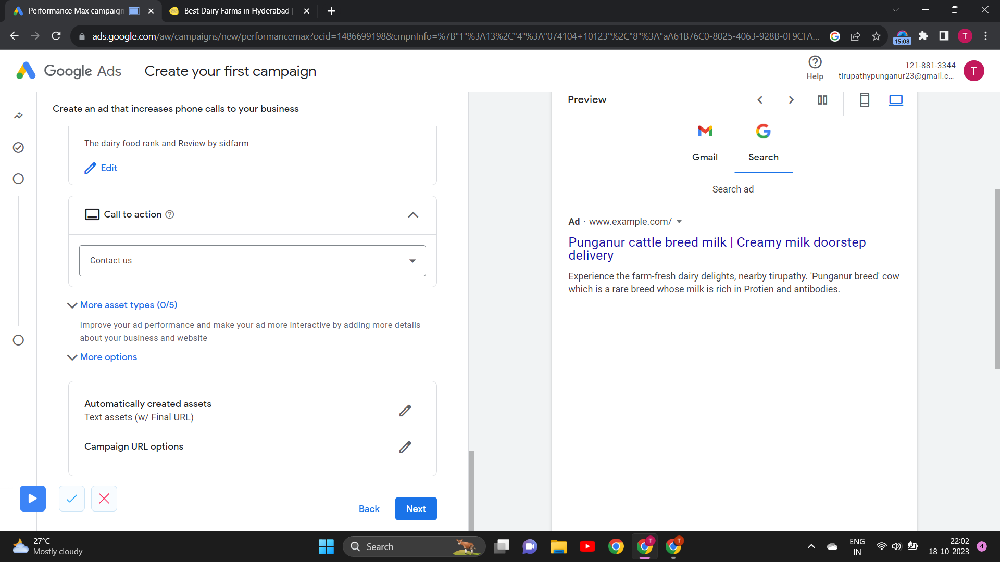 Performance Max campaign
Best Dairy Farms in Hyderabad |
ads.google.com/aw/campaigns/new/performancemax?ocid=1486699198&cmpnInfo=%7B"1"%3A13%2C"4"%3A"074104+10123"%2C"8"%3A"aA61B76C0-8025-4063-928B-0F9CFA...
15:08
T
Google Ads
Create your first campaign
Help
121-881-3344
tirupathypunganur23@gmail.c...
T
Create an ad that increases phone calls to your business
The dairy food rank and Review by sidfarm
Edit
Call to action
Contact us
More asset types (0/5)
Improve your ad performance and make your ad more interactive by adding more details
about your business and website
More options
Automatically created assets
Text assets (w/ Final URL)
Campaign URL options
Back
Next
Preview
Gmail
Search
Search ad
Ad · www.example.com/
Punganur cattle breed milk | Creamy milk doorstep
delivery
Experience the farm-fresh dairy delights, nearby tirupathy. 'Punganur breed' cow
which is a rare breed whose milk is rich in Protien and antibodies.
27°C
Mostly cloudy
Search
T
T
ENG
IN
22:02
18-10-2023
4